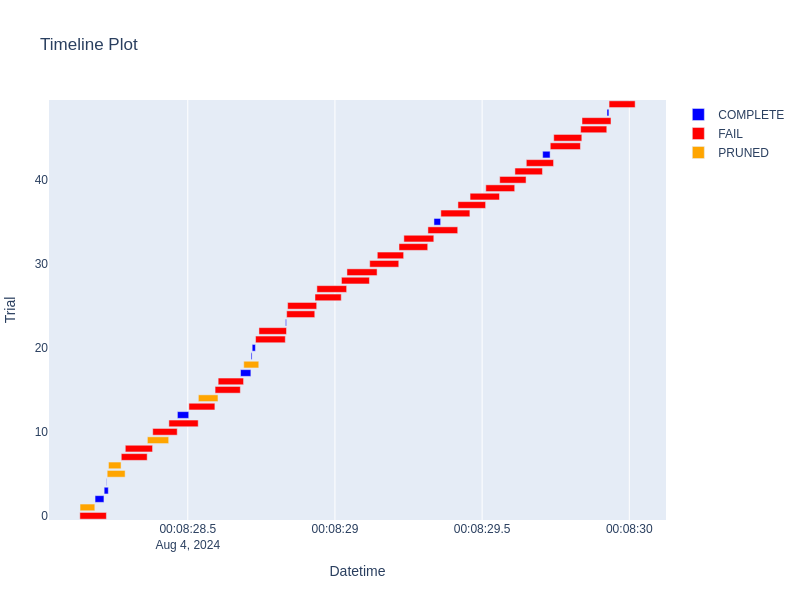 Timeline Plot
COMPLETE
FAIL
PRUNED
40
30
20
10
0
Trial
00:08:28.5
Aug 4, 2024
00:08:29
00:08:29.5
00:08:30
Datetime